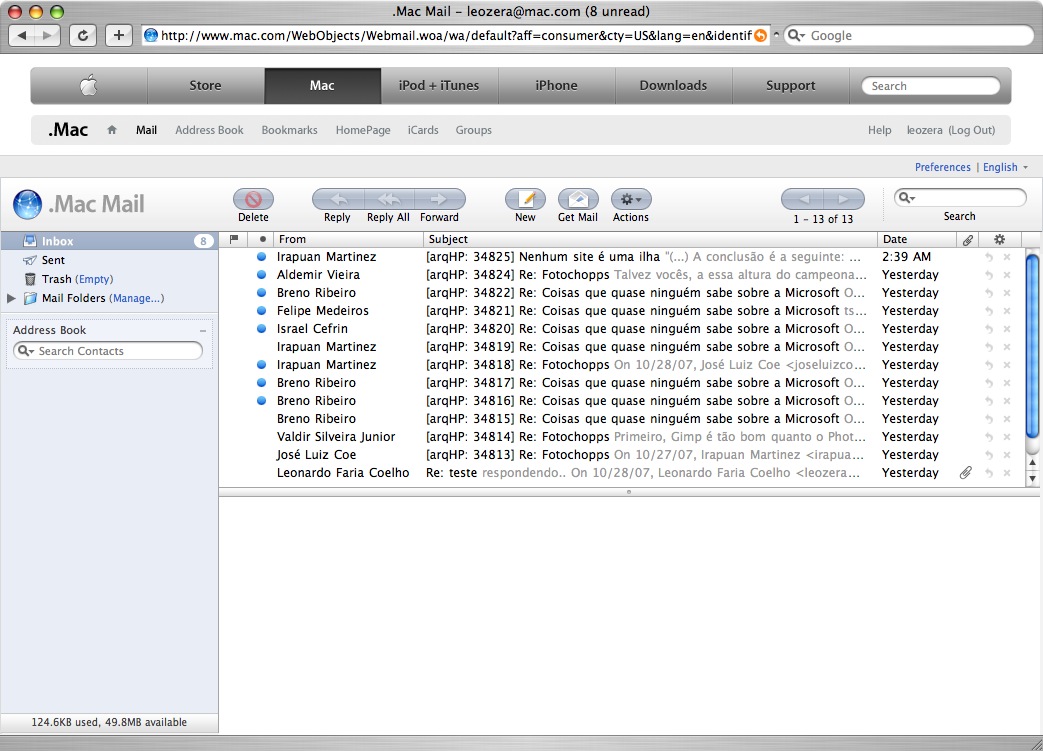 .Mac Mail – leozera@mac.com (8 unread)
http://www.mac.com/WebObjects/Webmail.woa/wa/default?aff=consumer&cty=US&lang=en&identif
Google
Store Mac iPod + iTunes iPhone Downloads Support Search
.Mac Mail Address Book Bookmarks HomePage iCards Groups Help leozera (Log Out)
Preferences | English
.Mac Mail
Delete Reply Reply All Forward New Get Mail Actions 1 – 13 of 13 Search
Inbox 8
Sent
Trash (Empty)
Mail Folders (Manage...)
Address Book –
Search Contacts
From Subject Date
Irapuan Martinez [arqHP: 34825] Nenhum site é uma ilha "(...) A conclusão é a seguinte: ... 2:39 AM
Aldemir Vieira [arqHP: 34824] Re: Fotochopps Talvez vocês, a essa altura do campeona... Yesterday
Breno Ribeiro [arqHP: 34822] Re: Coisas que quase ninguém sabe sobre a Microsoft O... Yesterday
Felipe Medeiros [arqHP: 34821] Re: Coisas que quase ninguém sabe sobre a Microsoft ts... Yesterday
Israel Cefrin [arqHP: 34820] Re: Coisas que quase ninguém sabe sobre a Microsoft O... Yesterday
Irapuan Martinez [arqHP: 34819] Re: Coisas que quase ninguém sabe sobre a Microsoft O... Yesterday
Irapuan Martinez [arqHP: 34818] Re: Fotochopps On 10/28/07, José Luiz Coe <joseluizco... Yesterday
Breno Ribeiro [arqHP: 34817] Re: Coisas que quase ninguém sabe sobre a Microsoft O... Yesterday
Breno Ribeiro [arqHP: 34816] Re: Coisas que quase ninguém sabe sobre a Microsoft O... Yesterday
Breno Ribeiro [arqHP: 34815] Re: Coisas que quase ninguém sabe sobre a Microsoft O... Yesterday
Valdir Silveira Junior [arqHP: 34814] Re: Fotochopps Primeiro, Gimp é tão bom quanto o Phot... Yesterday
José Luiz Coe [arqHP: 34813] Re: Fotochopps On 10/27/07, Irapuan Martinez <irapua... Yesterday
Leonardo Faria Coelho Re: teste respondendo.. On 10/28/07, Leonardo Faria Coelho <leozera... Yesterday
124.6KB used, 49.8MB available